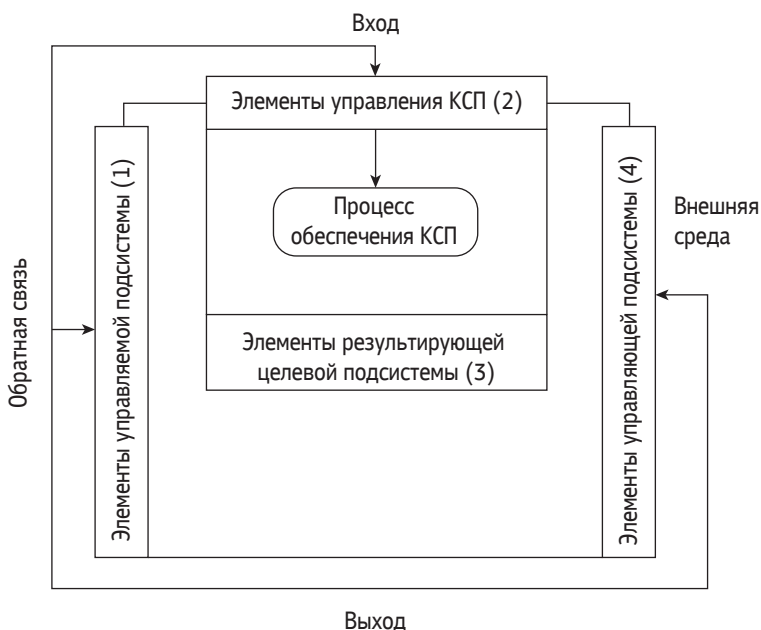 Вход
Элементы управления КСП (2)
Элементы управляемой подсистемы (1)
Процесс
обеспечения КСП
Элементы управляющей подсистемы (4)
Внешняя
среда
Обратная связь
Элементы результирующей
целевой подсистемы (3)
Выход